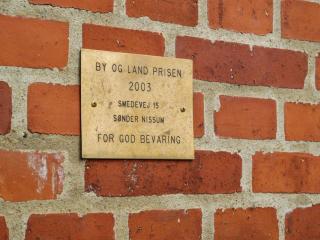 BY OG LAND PRISEN
2003
SMEDEVEJ 15
SØNDER NISSUM
FOR GOD BEVARING